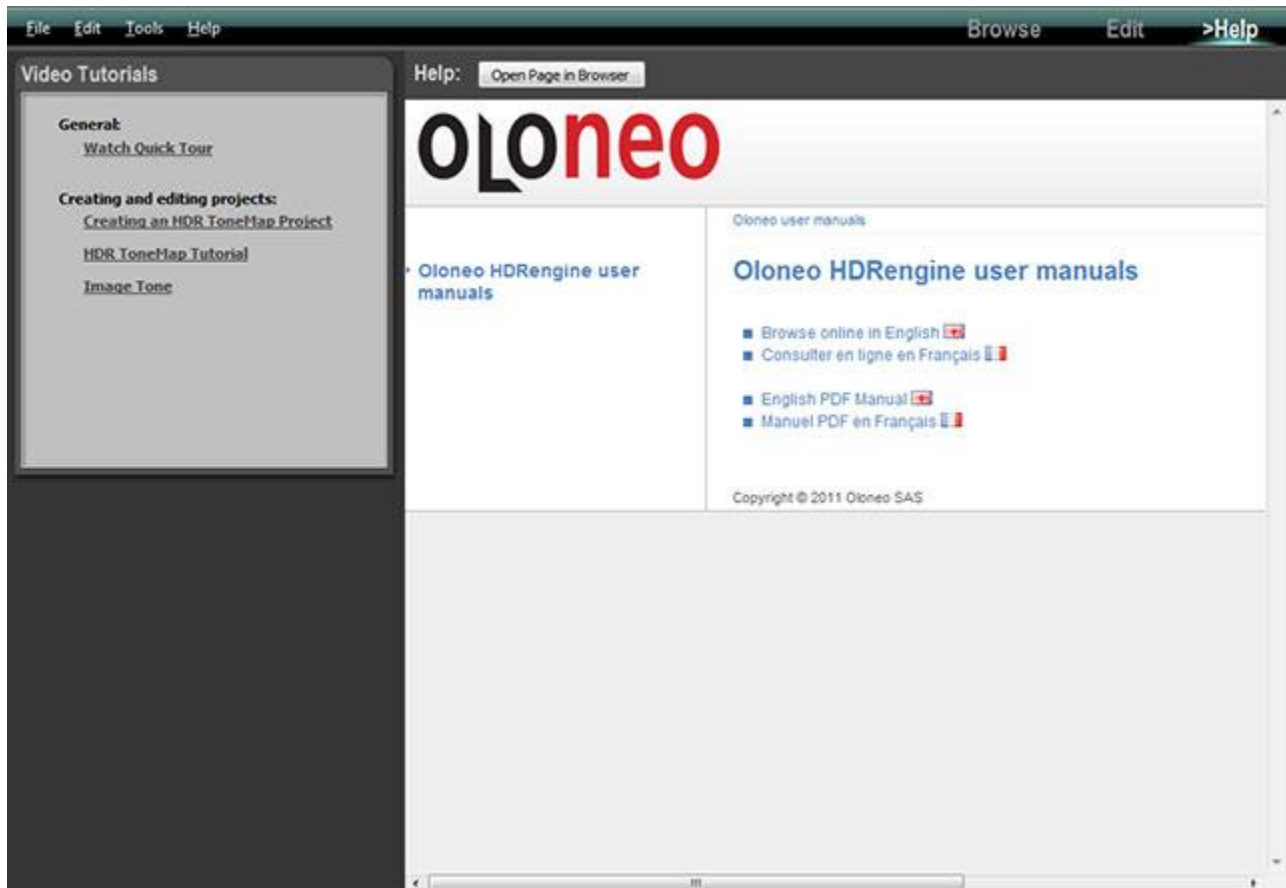 File Edit Tools Help
Browse Edit >Help
Video Tutorials
General:
Watch Quick Tour
Creating and editing projects:
Creating an HDR ToneMap Project
HDR ToneMap Tutorial
Image Tone
Help: Open Page in Browser
oloneo
Oloneo HDRengine user
manuals
Oloneo user manuals
Oloneo HDRengine user manuals
Browse online in English
Consulter en ligne en Français
English PDF Manual
Manuel PDF en Français
Copyright © 2011 Oloneo SAS